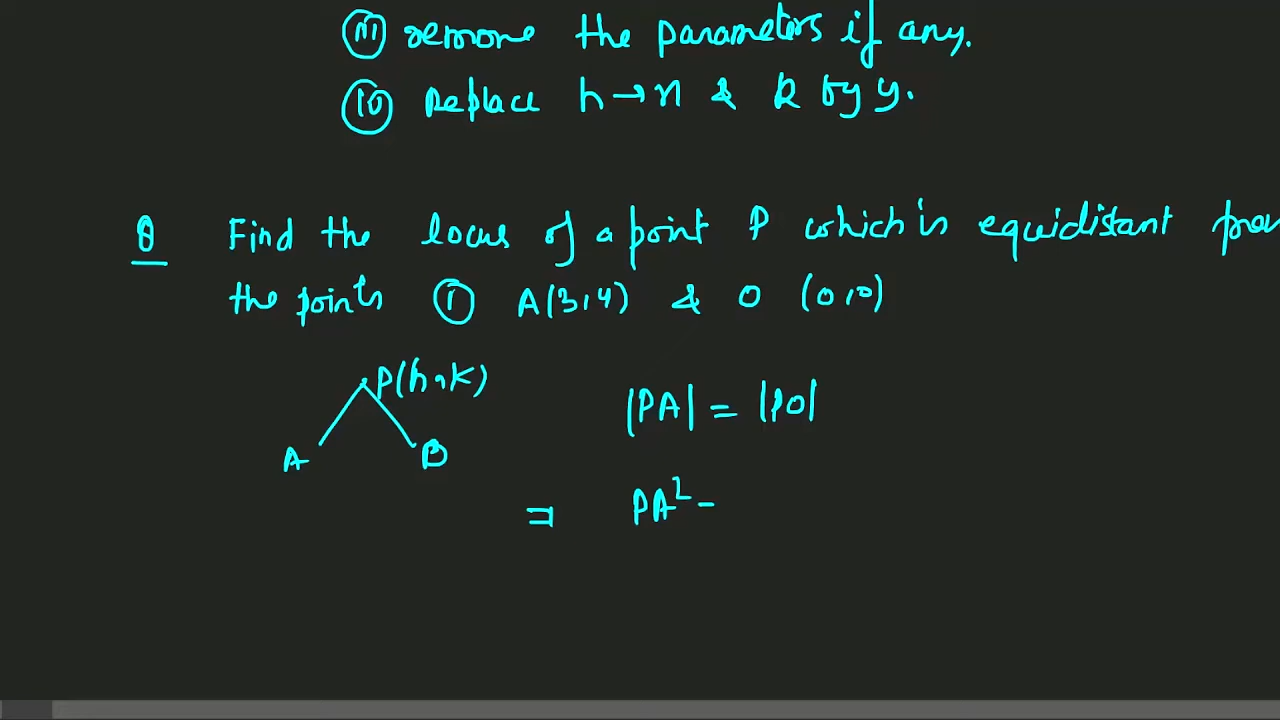 (iii) remove the parameters if any.
(iv) Replace h→x & k by y.
Q Find the locus of a point P which is equidistant from
the points (i) A(3,4) & O (0,0)
P(h,k)
|PA| = |PO|
A B
⇒ PA² -